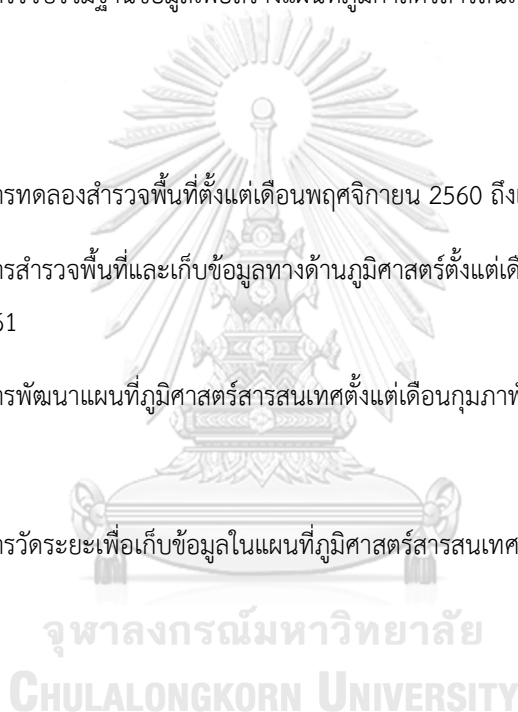 ารทดลองสำรวจพื้นที่ตั้งแต่เดือนพฤศจิกายน 2560 ถึง
ารสำรวจพื้นที่และเก็บข้อมูลทางด้านภูมิศาสตร์ตั้งแต่เดื
61
ารพัฒนาแผนที่ภูมิศาสตร์สารสนเทศตั้งแต่เดือนกุมภาพั
ารวัดระยะเพื่อเก็บข้อมูลในแผนที่ภูมิศาสตร์สารสนเทศ
จุฬาลงกรณ์มหาวิทยาลัย
CHULALONGKORN UNIVERSITY